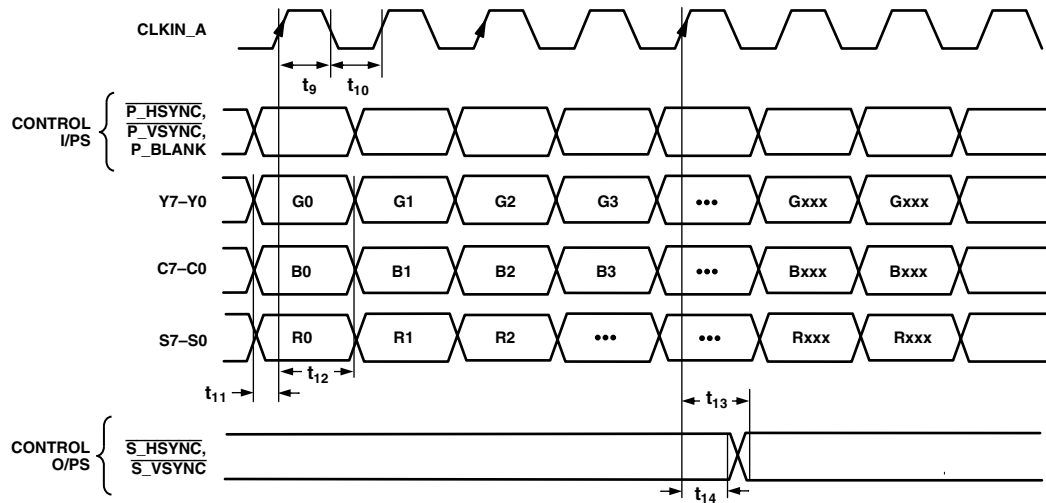 CLKIN_A
t9
t10
CONTROL
I/PS
P_HSYNC,
P_VSYNC,
P_BLANK
Y7–Y0
G0 G1 G2 G3 ••• Gxxx Gxxx
C7–C0
B0 B1 B2 B3 ••• Bxxx Bxxx
S7–S0
R0 R1 R2 ••• ••• Rxxx Rxxx
t12
t11
t13
CONTROL
O/PS
S_HSYNC,
S_VSYNC
t14